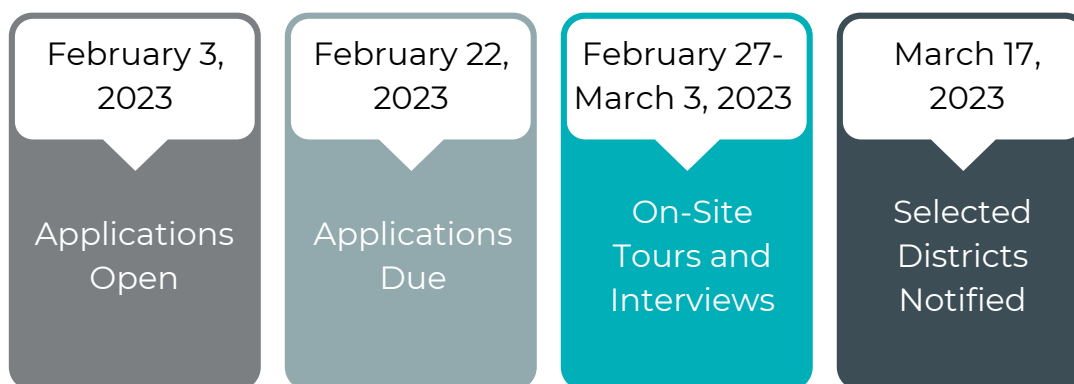 February 3,
2023
Applications
Open
February 22,
2023
Applications
Due
February 27-
March 3, 2023
On-Site
Tours and
Interviews
March 17,
2023
Selected
Districts
Notified